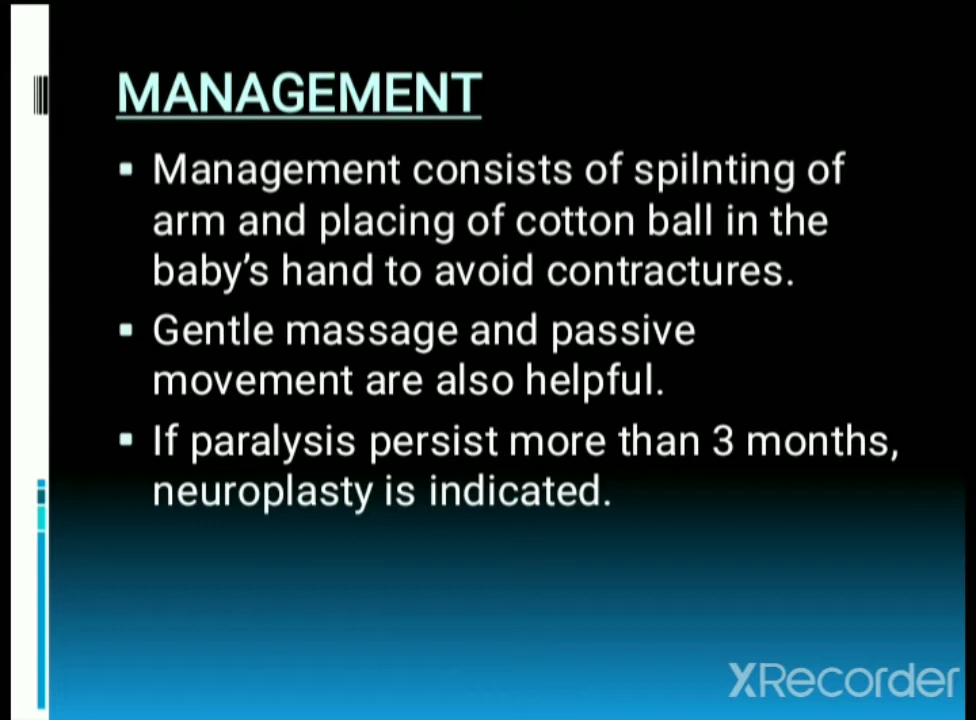 MANAGEMENT
▪ Management consists of spilnting of
arm and placing of cotton ball in the
baby's hand to avoid contractures.
▪ Gentle massage and passive
movement are also helpful.
▪ If paralysis persist more than 3 months,
neuroplasty is indicated.
XRecorder